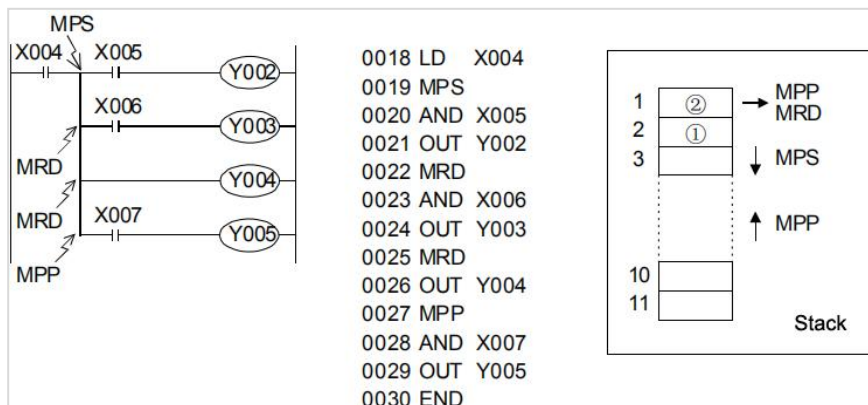 MPS
X004 X005
Y002
X006
Y003
MRD
Y004
MRD
X007
Y005
MPP
0018 LD X004
0019 MPS
0020 AND X005
0021 OUT Y002
0022 MRD
0023 AND X006
0024 OUT Y003
0025 MRD
0026 OUT Y004
0027 MPP
0028 AND X007
0029 OUT Y005
0030 END
1 ② MPP
MRD
2 ①
3 MPS
MPP
10
11
Stack